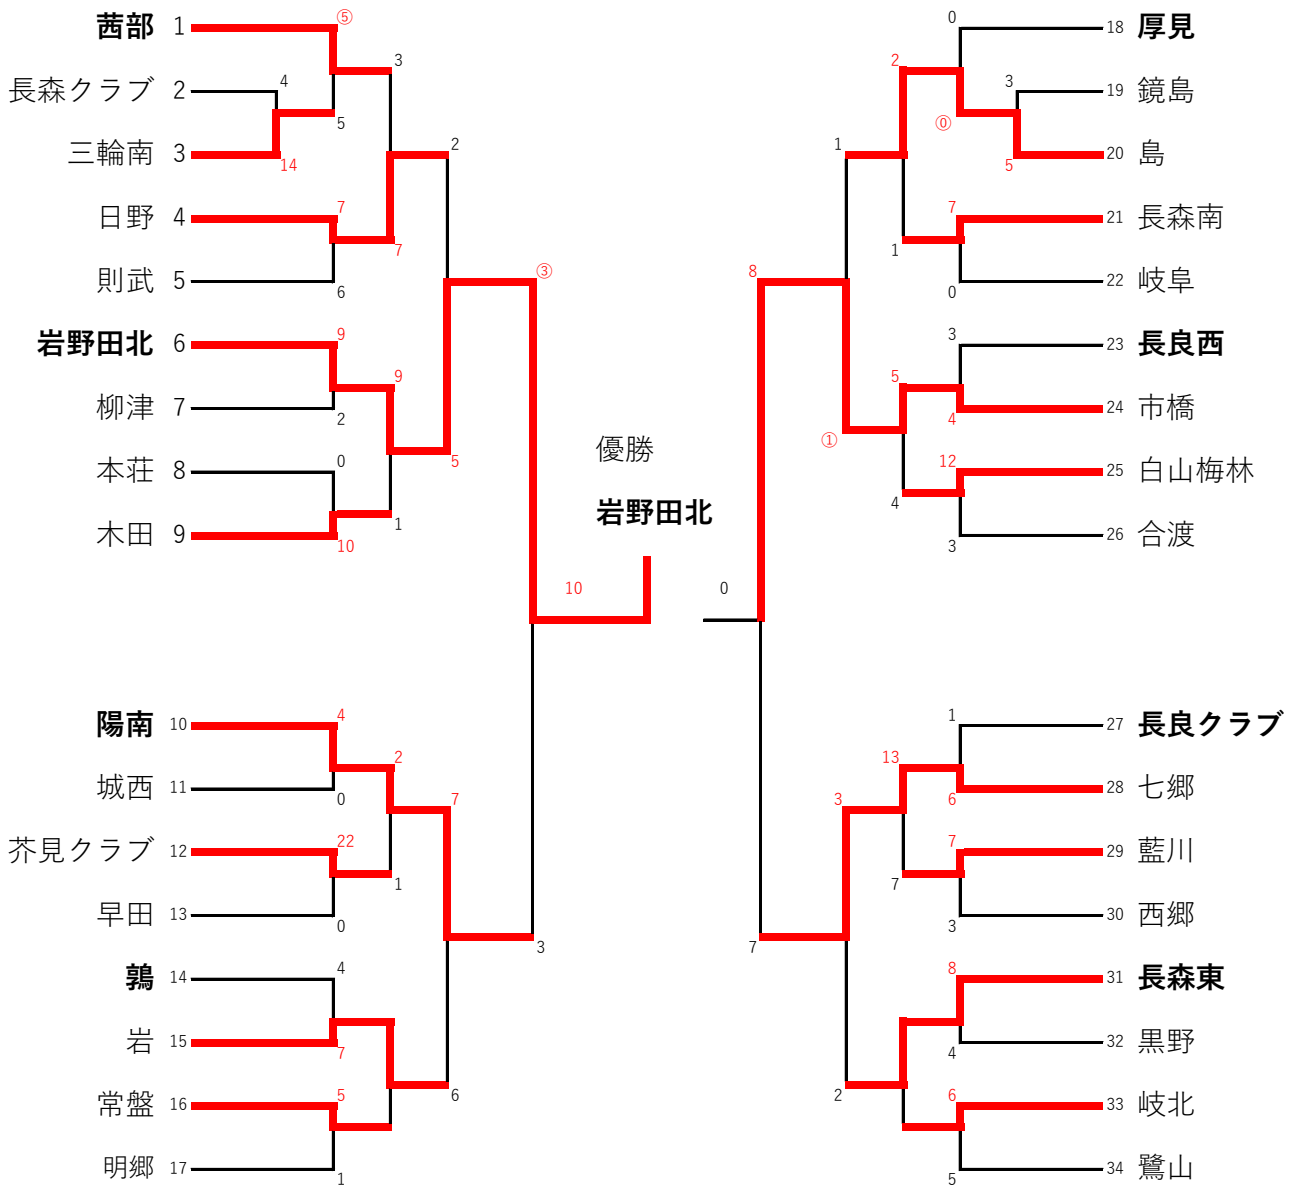 茜部 1 ⑤
3
長森クラブ 2 4
5
三輪南 3 14
2
日野 4 7
7
則武 5 6
③
岩野田北 6 9
9
柳津 7 2
5
本荘 8 0
1
木田 9 10
優勝
岩野田北
10 0
陽南 10 4
2
城西 11 0
7
芥見クラブ 12 22
1
早田 13 0
3
鶉 14 4
岩 15 7
6
常盤 16 5
明郷 17 1
0 18 厚見
2
3 19 鏡島
⓪
1
5 20 島
7 21 長森南
1
0 22 岐阜
8
3 23 長良西
5
4 24 市橋
①
12 25 白山梅林
4
3 26 合渡
1 27 長良クラブ
13
6 28 七郷
3
7 29 藍川
7
3 30 西郷
7
8 31 長森東
4 32 黒野
2
6 33 岐北
5 34 鷺山